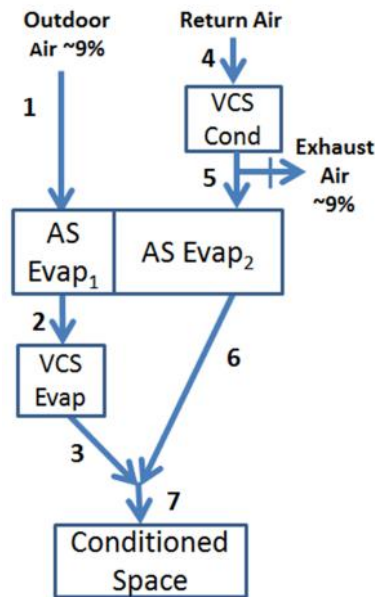 Outdoor
Air ~9%
Return Air
4
1
VCS
Cond
Exhaust
Air
~9%
5
AS
Evap₁
AS Evap₂
2
6
VCS
Evap
3
7
Conditioned
Space